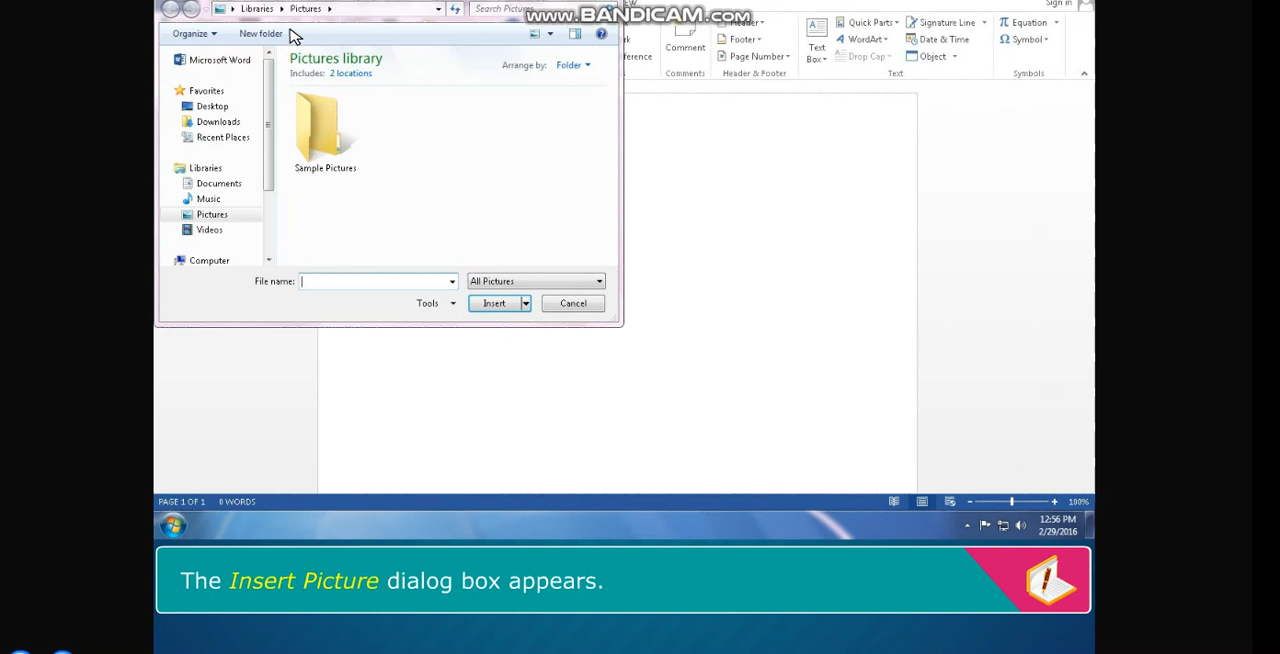 Libraries Pictures Search Pictures
WWW.BANDICAM.COM
Sign in
Organize New folder
Microsoft Word
Favorites
Desktop
Downloads
Recent Places
Libraries
Documents
Music
Pictures
Videos
Computer
Pictures library
Includes: 2 locations
Arrange by: Folder
Sample Pictures
File name:
All Pictures
Tools Insert Cancel
Comment
Comments
Header
Footer
Page Number
Header & Footer
Text
Box
Quick Parts
WordArt
Drop Cap
Signature Line
Date & Time
Object
Text
Equation
Symbol
Symbols
PAGE 1 OF 1 0 WORDS
100%
12:56 PM
2/29/2016
The Insert Picture dialog box appears.